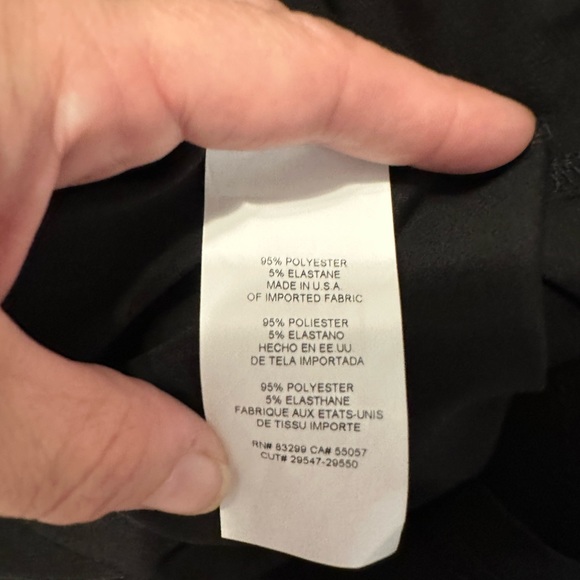 95% POLYESTER
5% ELASTANE
MADE IN U.S.A.
OF IMPORTED FABRIC
95% POLIESTER
5% ELASTANO
HECHO EN EE UU.
DE TELA IMPORTADA
95% POLYESTER
5% ELASTHANE
FABRIQUE AUX ETATS-UNIS
DE TISSU IMPORTE
RN# 83299 CA# 55057
CUT# 29547-29550